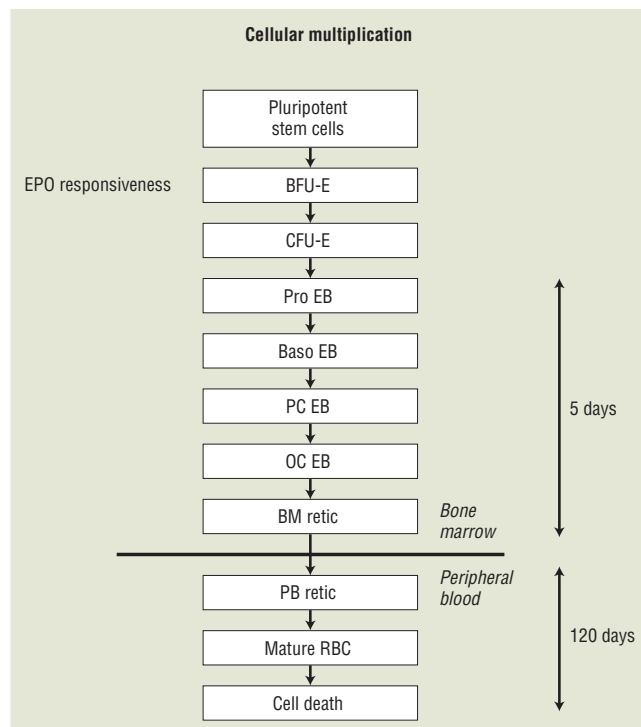 Cellular multiplication
Pluripotent
stem cells
EPO responsiveness
BFU-E
CFU-E
Pro EB
Baso EB
PC EB
5 days
OC EB
BM retic
Bone
marrow
Peripheral
blood
PB retic
Mature RBC
120 days
Cell death